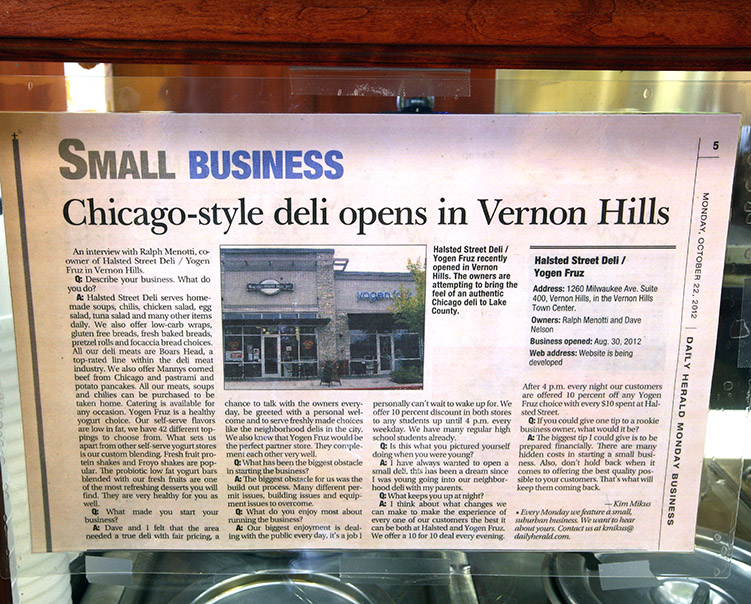 SMALL BUSINESS
5
Chicago-style deli opens in Vernon Hills
An interview with Ralph Menotti, co-
owner of Halsted Street Deli / Yogen
Fruz in Vernon Hills.
Q: Describe your business. What do
you do?
A: Halsted Street Deli serves home-
made soups, chilis, chicken salad, egg
salad, tuna salad and many other items
daily. We also offer low-carb wraps,
gluten free breads, fresh baked breads,
pretzel rolls and focaccia bread choices.
All our deli meats are Boars Head, a
top-rated line within the deli meat
industry. We also offer Mannys corned
beef from Chicago and pastrami and
potato pancakes. All our meats, soups
and chilies can be purchased to be
taken home. Catering is available for
any occasion. Yogen Fruz is a healthy
yogurt choice. Our self-serve flavors
are low in fat, we have 42 different top-
pings to choose from. What sets us
apart from other self-serve yogurt stores
is our custom blending. Fresh fruit pro-
tein shakes and Froyo shakes are pop-
ular. The probiotic low fat yogurt bars
blended with our fresh fruits are one
of the most refreshing desserts you will
find. They are very healthy for you as
well.
Q: What made you start your
business?
A: Dave and I felt that the area
needed a true deli with fair pricing, a
YOGEN
Halsted Street Deli /
Yogen Fruz recently
opened in Vernon
Hills. The owners are
attempting to bring the
feel of an authentic
Chicago deli to Lake
County.
chance to talk with the owners every-
day, be greeted with a personal wel-
come and to serve freshly made choices
like the neighborhood delis in the city.
We also knew that Yogen Fruz would be
the perfect partner store. They comple-
ment each other very well.
Q: What has been the biggest obstacle
in starting the business?
A: The biggest obstacle for us was the
build out process. Many different per-
mit issues, building issues and equip-
ment issues to overcome.
Q: What do you enjoy most about
running the business?
A: Our biggest enjoyment is deal-
ing with the public every day, it's a job I
personally can't wait to wake up for. We
offer 10 percent discount in both stores
to any students up until 4 p.m. every
weekday. We have many regular high
school students already.
Q: Is this what you pictured yourself
doing when you were young?
A: I have always wanted to open a
small deli, this has been a dream since
I was young going into our neighbor-
hood deli with my parents.
Q: What keeps you up at night?
A: I think about what changes we
can make to make the experience of
every one of our customers the best it
can be both at Halsted and Yogen Fruz.
We offer a 10 for 10 deal every evening.
Halsted Street Deli /
Yogen Fruz
Address: 1260 Milwaukee Ave. Suite
400, Vernon Hills, in the Vernon Hills
Town Center.
Owners: Ralph Menotti and Dave
Nelson
Business opened: Aug. 30, 2012
Web address: Website is being
developed
After 4 p.m. every night our customers
are offered 10 percent off any Yogen
Fruz choice with every $10 spent at Hal-
sted Street.
Q: If you could give one tip to a rookie
business owner, what would it be?
A: The biggest tip I could give is to be
prepared financially. There are many
hidden costs in starting a small busi-
ness. Also, don't hold back when it
comes to offering the best quality pos-
sible to your customers. That's what will
keep them coming back.
— Kim Mikus
• Every Monday we feature a small,
suburban business. We want to hear
about yours. Contact us at kmikus@
dailyherald.com.
MONDAY, OCTOBER 22, 2012 | DAILY HERALD MONDAY BUSINESS